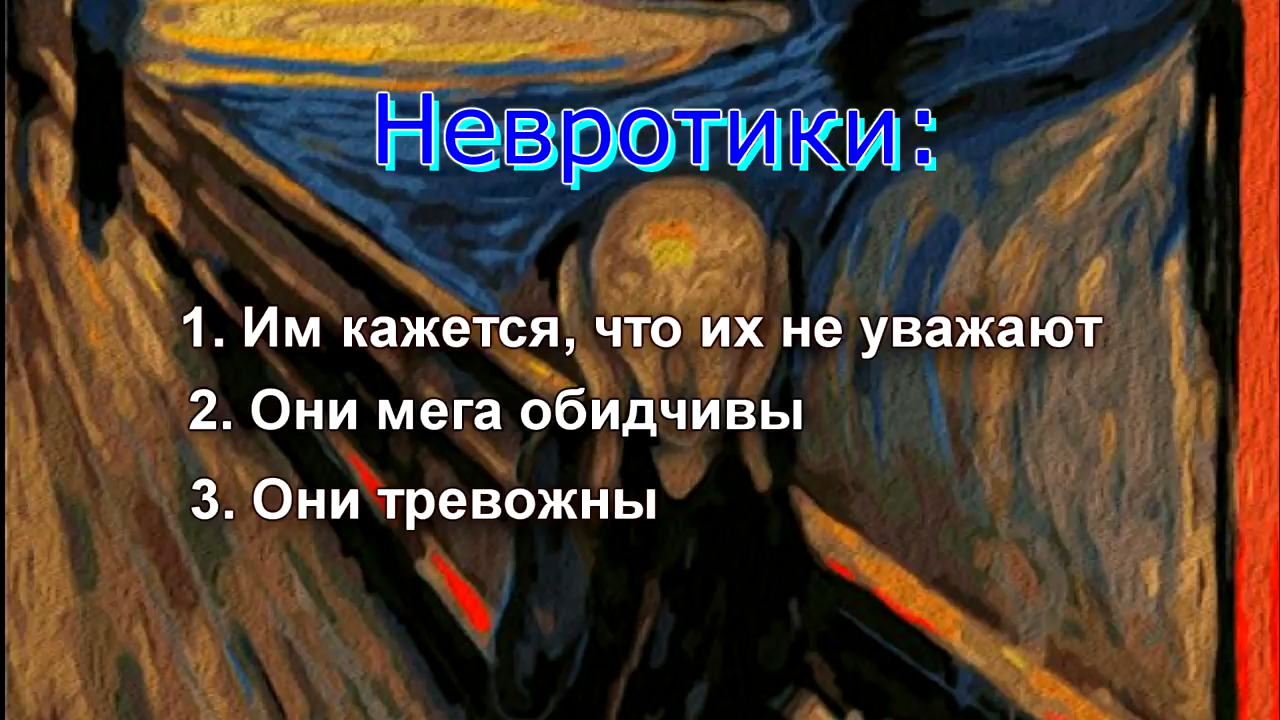 Невротики:
1. Им кажется, что их не уважают
2. Они мега обидчивы
3. Они тревожны